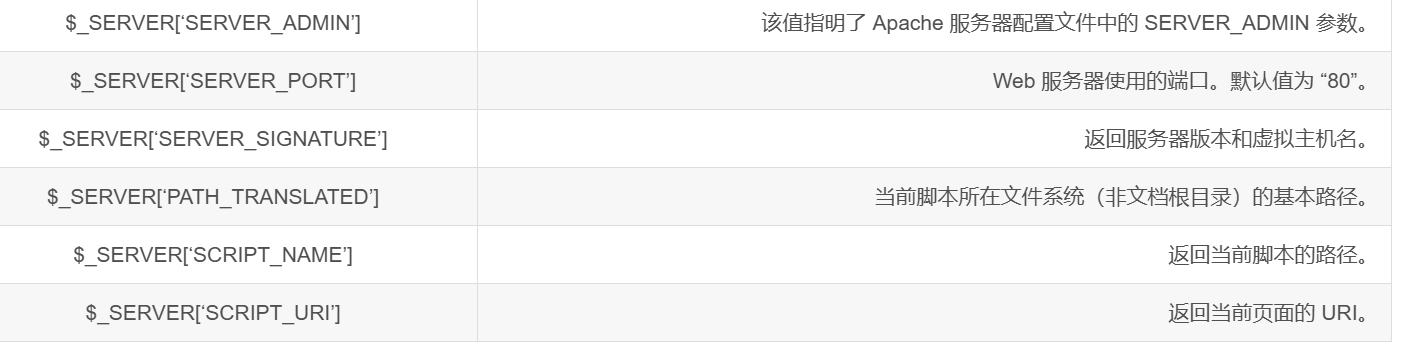 $_SERVER[‘SERVER_ADMIN’] 该值指明了 Apache 服务器配置文件中的 SERVER_ADMIN 参数。
$_SERVER[‘SERVER_PORT’] Web 服务器使用的端口。默认值为 “80”。
$_SERVER[‘SERVER_SIGNATURE’] 返回服务器版本和虚拟主机名。
$_SERVER[‘PATH_TRANSLATED’] 当前脚本所在文件系统（非文档根目录）的基本路径。
$_SERVER[‘SCRIPT_NAME’] 返回当前脚本的路径。
$_SERVER[‘SCRIPT_URI’] 返回当前页面的 URI。